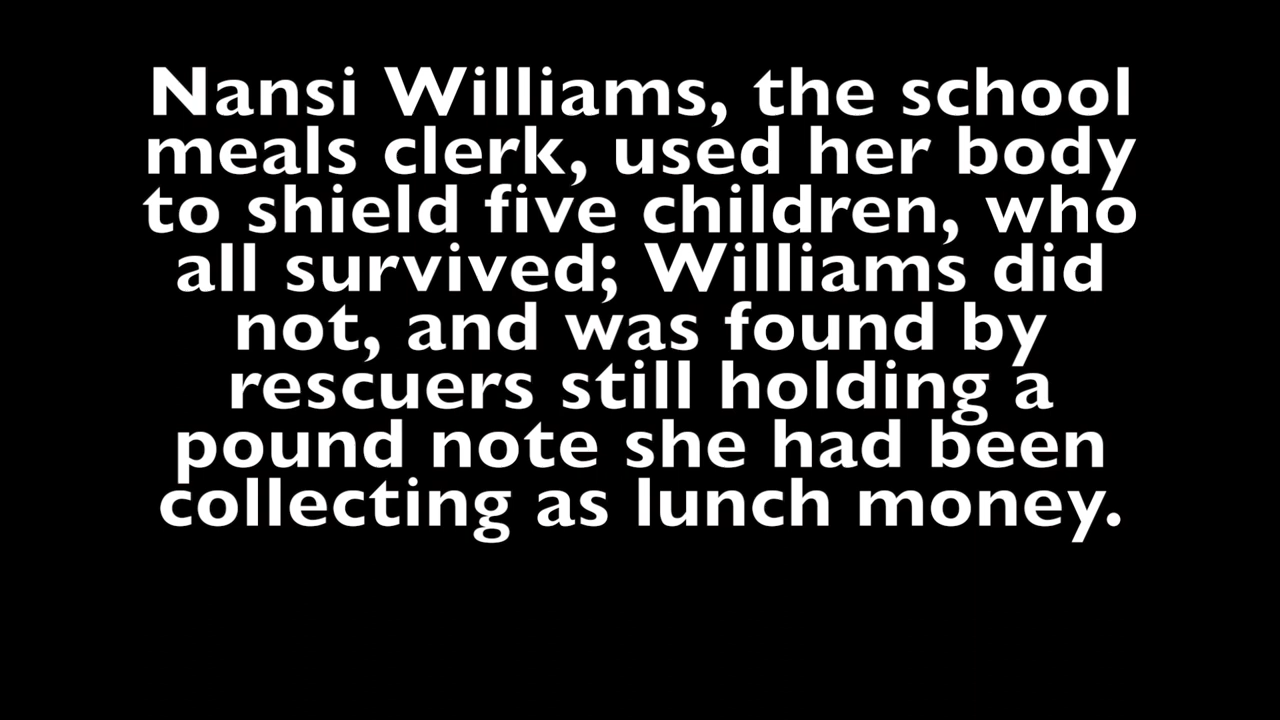 Nansi Williams, the school
meals clerk, used her body
to shield five children, who
all survived; Williams did
not, and was found by
rescuers still holding a
pound note she had been
collecting as lunch money.